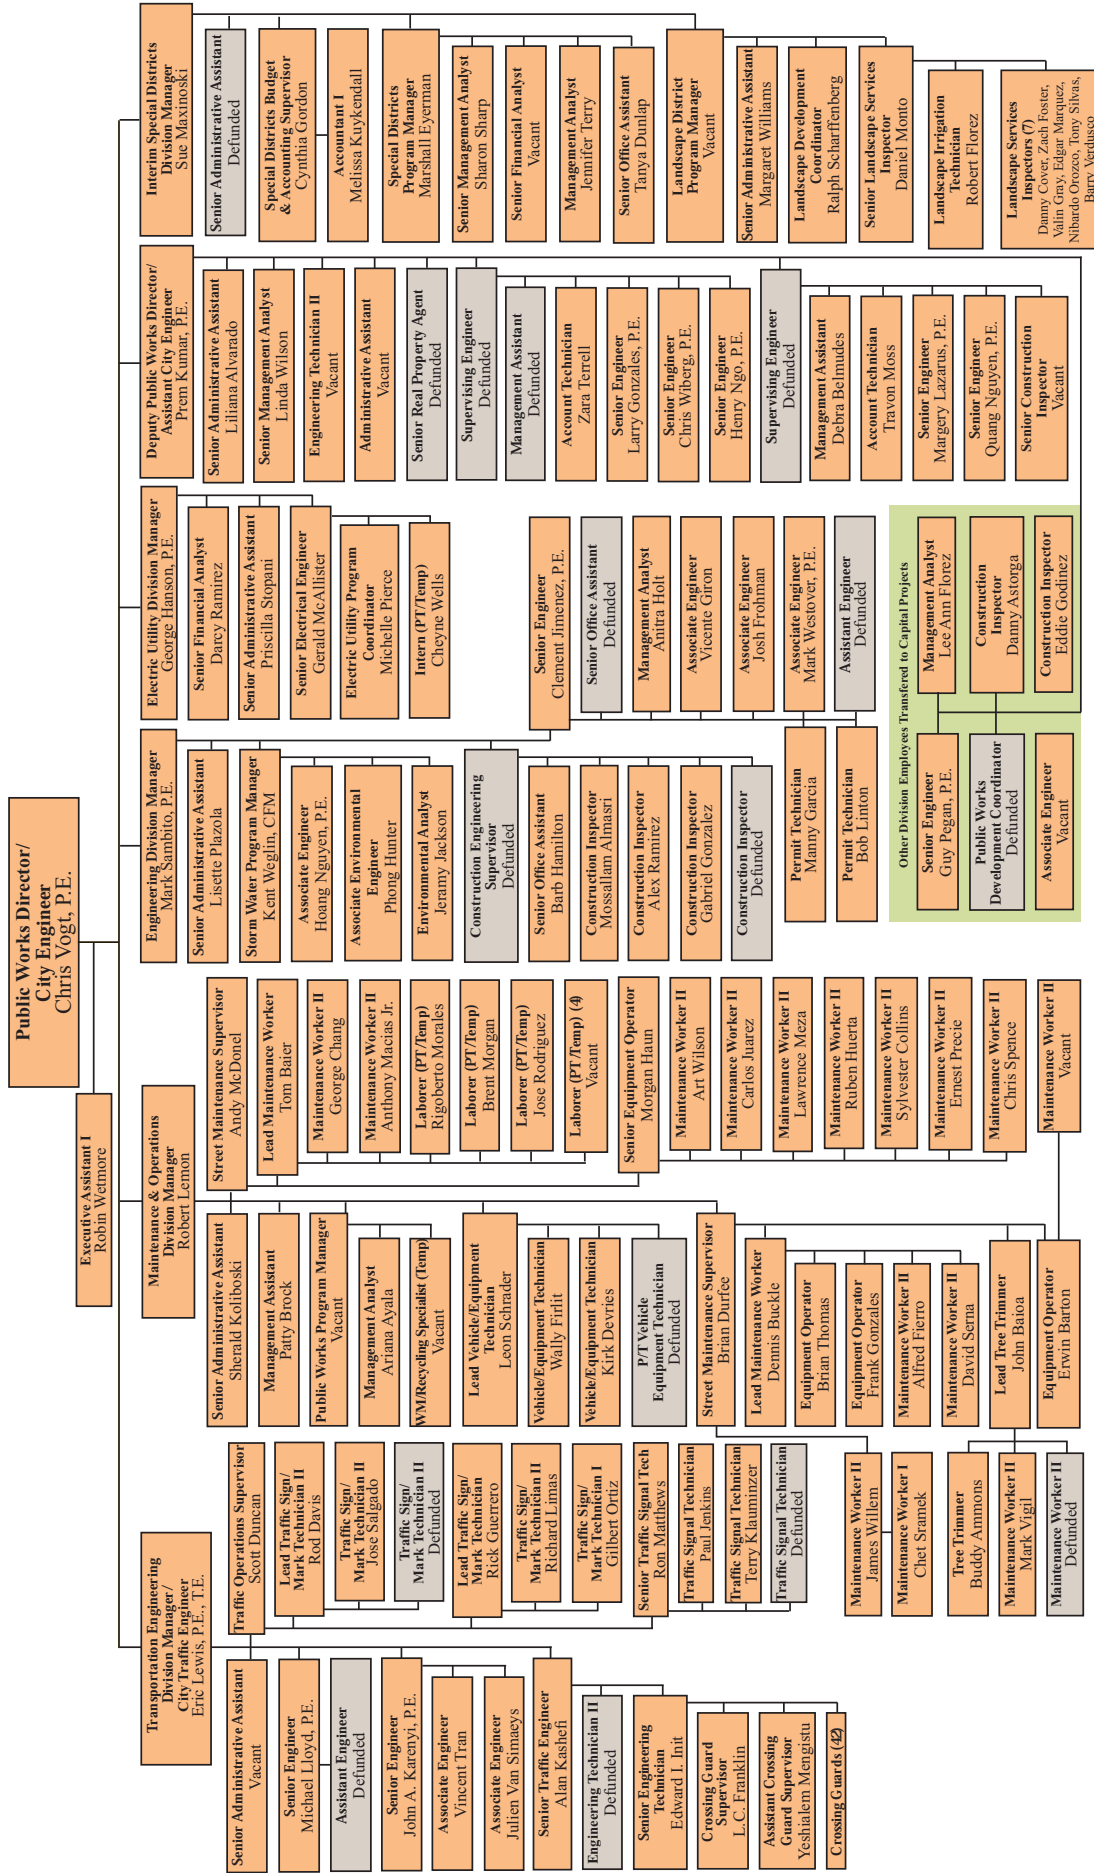 Public Works Director/
City Engineer
Chris Vogt, P.E.
Executive Assistant I
Robin Wetmore
Transportation Engineering
Division Manager/
City Traffic Engineer
Eric Lewis, P.E., T.E.
Senior Administrative Assistant
Vacant
Senior Engineer
Michael Lloyd, P.E.
Assistant Engineer
Defunded
Senior Engineer
John A. Karenyi, P.E.
Associate Engineer
Vincent Tran
Associate Engineer
Julien Van Simaeys
Senior Traffic Engineer
Alan Kashefi
Engineering Technician II
Defunded
Senior Engineering
Technician
Edward I. Init
Crossing Guard
Supervisor
L.C. Franklin
Assistant Crossing
Guard Supervisor
Yeshialem Mengistu
Crossing Guards (42)
Traffic Operations Supervisor
Scott Duncan
Lead Traffic Sign/
Mark Technician II
Rod Davis
Traffic Sign/
Mark Technician II
Jose Salgado
Traffic Sign/
Mark Technician II
Defunded
Lead Traffic Sign/
Mark Technician
Rick Guerrero
Traffic Sign/
Mark Technician II
Richard Limas
Traffic Sign/
Mark Technician I
Gilbert Ortiz
Senior Traffic Signal Tech
Ron Matthews
Traffic Signal Technician
Paul Jenkins
Traffic Signal Technician
Terry Klauminzer
Traffic Signal Technician
Defunded
Maintenance & Operations
Division Manager
Robert Lemon
Senior Administrative Assistant
Sherald Koliboski
Management Assistant
Patty Brock
Public Works Program Manager
Vacant
Management Analyst
Ariana Ayala
WM/Recycling Specialist (Temp)
Vacant
Lead Vehicle/Equipment
Technician
Leon Schrader
Vehicle/Equipment Technician
Wally Firlit
Vehicle/Equipment Technician
Kirk Devries
P/T Vehicle
Equipment Technician
Defunded
Street Maintenance Supervisor
Brian Durfee
Lead Maintenance Worker
Dennis Buckle
Equipment Operator
Brian Thomas
Equipment Operator
Frank Gonzales
Maintenance Worker II
Alfred Fierro
Maintenance Worker II
David Serna
Lead Tree Trimmer
John Baioa
Equipment Operator
Erwin Barton
Maintenance Worker II
James Willem
Maintenance Worker I
Chet Sramek
Tree Trimmer
Buddy Ammons
Maintenance Worker II
Mark Vigil
Maintenance Worker II
Defunded
Street Maintenance Supervisor
Andy McDonel
Lead Maintenance Worker
Tom Baier
Maintenance Worker II
George Chang
Maintenance Worker II
Anthony Macias Jr.
Laborer (PT/Temp)
Rigoberto Morales
Laborer (PT/Temp)
Brent Morgan
Laborer (PT/Temp)
Jose Rodriguez
Laborer (PT/Temp) (4)
Vacant
Senior Equipment Operator
Morgan Haun
Maintenance Worker II
Art Wilson
Maintenance Worker II
Carlos Juarez
Maintenance Worker II
Lawrence Meza
Maintenance Worker II
Ruben Huerta
Maintenance Worker II
Sylvester Collins
Maintenance Worker II
Ernest Precie
Maintenance Worker II
Chris Spence
Maintenance Worker II
Vacant
Engineering Division Manager
Mark Sambito, P.E.
Senior Administrative Assistant
Lisette Plazola
Storm Water Program Manager
Kent Weglin, CFM
Associate Engineer
Hoang Nguyen, P.E.
Associate Environmental
Engineer
Phong Hunter
Environmental Analyst
Jeramy Jackson
Construction Engineering
Supervisor
Defunded
Senior Office Assistant
Barb Hamilton
Construction Inspector
Mossallam Almasri
Construction Inspector
Alex Ramirez
Construction Inspector
Gabriel Gonzalez
Construction Inspector
Defunded
Senior Engineer
Clement Jimenez, P.E.
Senior Office Assistant
Defunded
Management Analyst
Anitra Holt
Associate Engineer
Vicente Giron
Associate Engineer
Josh Frohman
Associate Engineer
Mark Westover, P.E.
Assistant Engineer
Defunded
Permit Technician
Manny Garcia
Permit Technician
Bob Linton
Electric Utility Division Manager
George Hanson, P.E.
Senior Financial Analyst
Darcy Ramirez
Senior Administrative Assistant
Priscilla Stopani
Senior Electrical Engineer
Gerald McAllister
Electric Utility Program
Coordinator
Michelle Pierce
Intern (PT/Temp)
Cheyne Wells
Other Division Employees Transfered to Capital Projects
Senior Engineer
Guy Pegan, P.E.
Public Works
Development Coordinator
Defunded
Associate Engineer
Vacant
Management Analyst
Lee Ann Florez
Construction
Inspector
Danny Astorga
Construction Inspector
Eddie Godinez
Deputy Public Works Director/
Assistant City Engineer
Prem Kumar, P.E.
Senior Administrative Assistant
Liliana Alvarado
Senior Management Analyst
Linda Wilson
Engineering Technician II
Vacant
Administrative Assistant
Vacant
Senior Real Property Agent
Defunded
Supervising Engineer
Defunded
Management Assistant
Defunded
Account Technician
Zara Terrell
Senior Engineer
Larry Gonzales, P.E.
Senior Engineer
Chris Wiberg, P.E.
Senior Engineer
Henry Ngo, P.E.
Supervising Engineer
Defunded
Management Assistant
Debra Belmudes
Account Technician
Travon Moss
Senior Engineer
Margery Lazarus, P.E.
Senior Engineer
Quang Nguyen, P.E.
Senior Construction
Inspector
Vacant
Interim Special Districts
Division Manager
Sue Maxinoski
Senior Administrative Assistant
Defunded
Special Districts Budget
& Accounting Supervisor
Cynthia Gordon
Accountant I
Melissa Kuykendall
Special Districts
Program Manager
Marshall Eyerman
Senior Management Analyst
Sharon Sharp
Senior Financial Analyst
Vacant
Management Analyst
Jennifer Terry
Senior Office Assistant
Tanya Dunlap
Landscape District
Program Manager
Vacant
Senior Administrative Assistant
Margaret Williams
Landscape Development
Coordinator
Ralph Scharffenberg
Senior Landscape Services
Inspector
Daniel Monto
Landscape Irrigation
Technician
Robert Florez
Landscape Services
Inspectors (7)
Danny Cover, Zach Foster,
Valin Gray, Edgar Marquez,
Nibardo Orozco, Tony Silvas,
Barry Verdusco